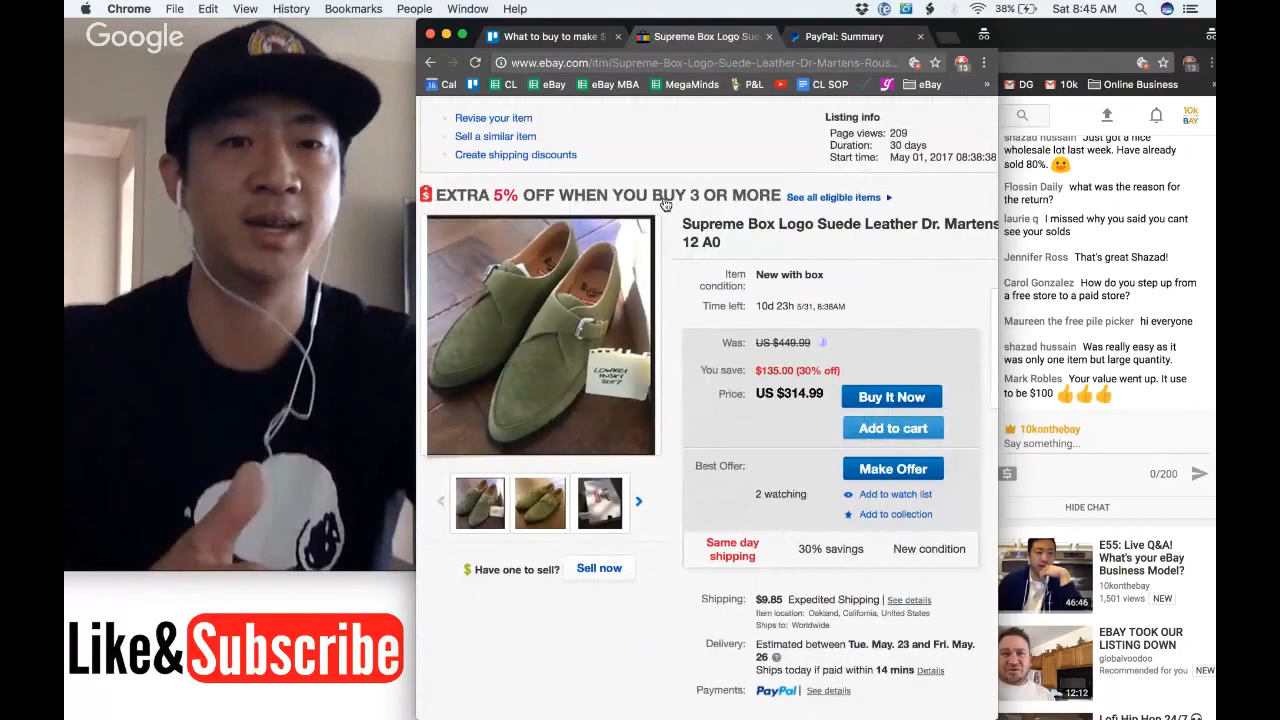 Chrome File Edit View History Bookmarks People Window Help
38% Sat 8:45 AM
Google
What to buy to make $
Supreme Box Logo Sue
PayPal: Summary
www.ebay.com/itm/Supreme-Box-Logo-Suede-Leather-Dr-Martens-Rous...
13
13
Cal CL eBay eBay MBA MegaMinds P&L CL SOP eBay »
DG 10k Online Business
Revise your item
Sell a similar item
Create shipping discounts
Listing info
Page views: 209
Duration: 30 days
Start time: May 01, 2017 08:38:38
EXTRA 5% OFF WHEN YOU BUY 3 OR MORE See all eligible items
Supreme Box Logo Suede Leather Dr. Martens
12 A0
Item condition: New with box
Time left: 10d 23h 5/31, 8:38AM
Was: US $449.99
You save: $135.00 (30% off)
Price: US $314.99
Buy It Now
Add to cart
Best Offer:
Make Offer
2 watching
Add to watch list
Add to collection
Same day shipping
30% savings
New condition
LOWKEY
2017
$ Have one to sell? Sell now
Shipping: $9.85 Expedited Shipping | See details
Item location: Oakland, California, United States
Ships to: Worldwide
Delivery: Estimated between Tue. May. 23 and Fri. May.
26
Ships today if paid within 14 mins Details
Payments: PayPal | See details
10k
BAY
shazad hussain Just got a nice
wholesale lot last week. Have already
sold 80%.
Flossin Daily what was the reason for
the return?
laurie q I missed why you said you cant
see your solds
Jennifer Ross That's great Shazad!
Carol Gonzalez How do you step up from
a free store to a paid store?
Maureen the free pile picker hi everyone
shazad hussain Was really easy as it
was only one item but large quantity.
Mark Robles Your value went up. It use
to be $100
10konthebay
Say something...
0/200
HIDE CHAT
E55: Live Q&A!
What's your eBay
Business Model?
10konthebay
1,501 views NEW
46:46
EBAY TOOK OUR
LISTING DOWN
globalvoodoo
Recommended for you NEW
12:12
Lofi Hip Hop 24/7
Like&Subscribe